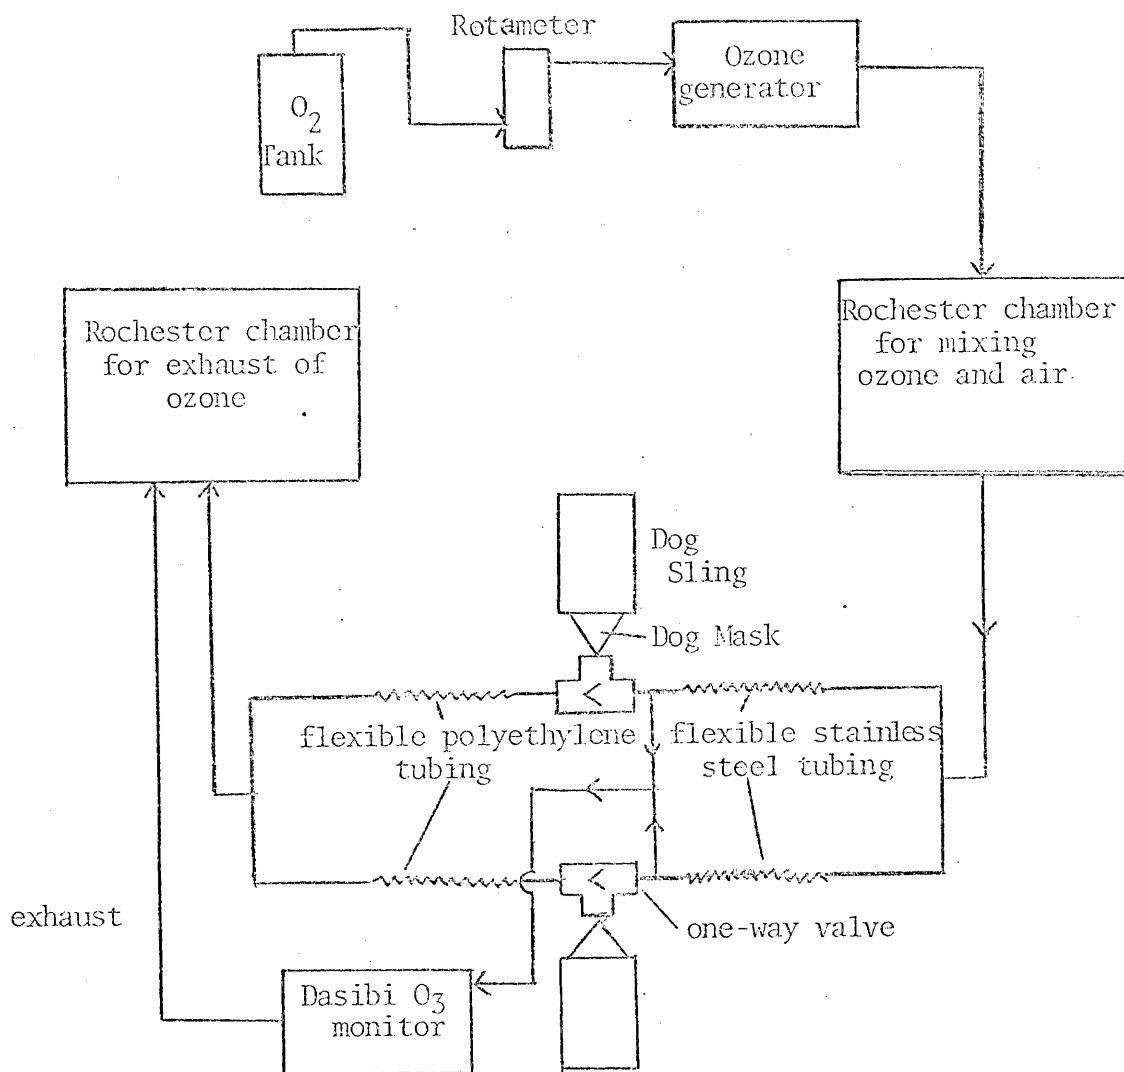 Rotameter
Ozone
generator
O2
Tank
Rochester chamber
for exhaust of
ozone
Rochester chamber
for mixing
ozone and air
Dog
Sling
Dog Mask
flexible polyethylene
tubing
flexible stainless
steel tubing
exhaust
one-way valve
Dasibi O3
monitor